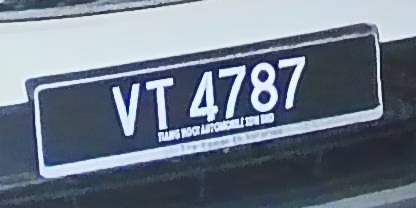 VT 4787
TIANG HOCK AUTOMOBILE SDN BHD